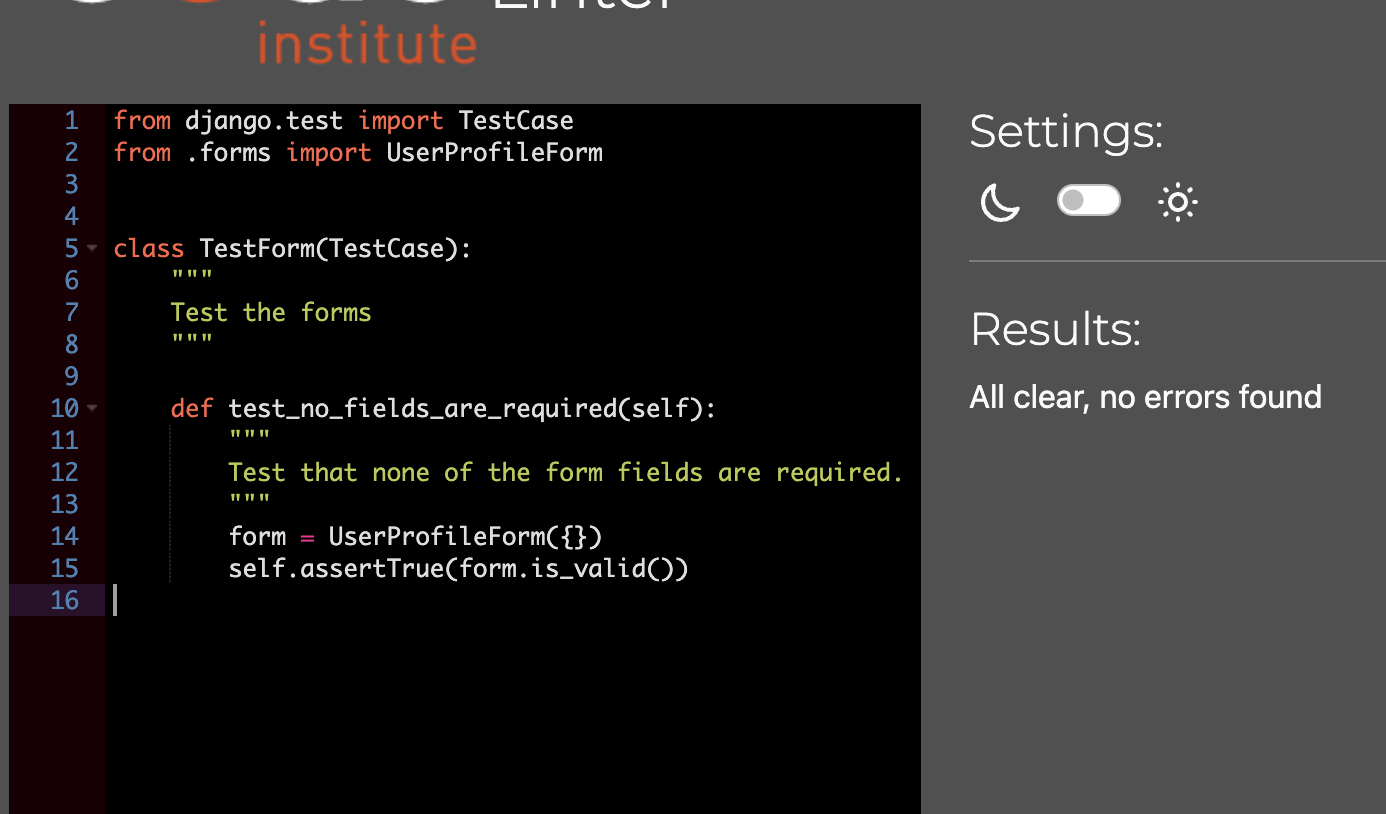 institute
1 from django.test import TestCase
2 from .forms import UserProfileForm
3
4
5 class TestForm(TestCase):
6     """
7     Test the forms
8     """
9
10     def test_no_fields_are_required(self):
11         """
12         Test that none of the form fields are required.
13         """
14         form = UserProfileForm({})
15         self.assertTrue(form.is_valid())
16
Settings:
Results:
All clear, no errors found